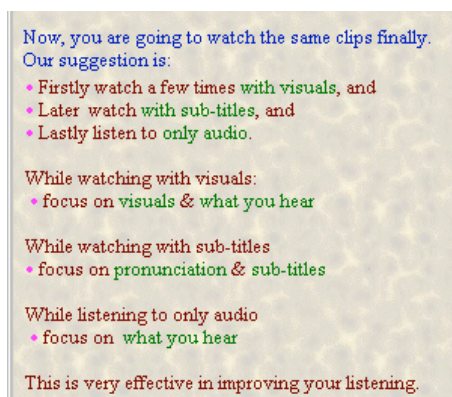 Now, you are going to watch the same clips finally.
Our suggestion is:
• Firstly watch a few times with visuals, and
• Later watch with sub-titles, and
• Lastly listen to only audio.
While watching with visuals:
• focus on visuals & what you hear
While watching with sub-titles
• focus on pronunciation & sub-titles
While listening to only audio
• focus on what you hear
This is very effective in improving your listening.